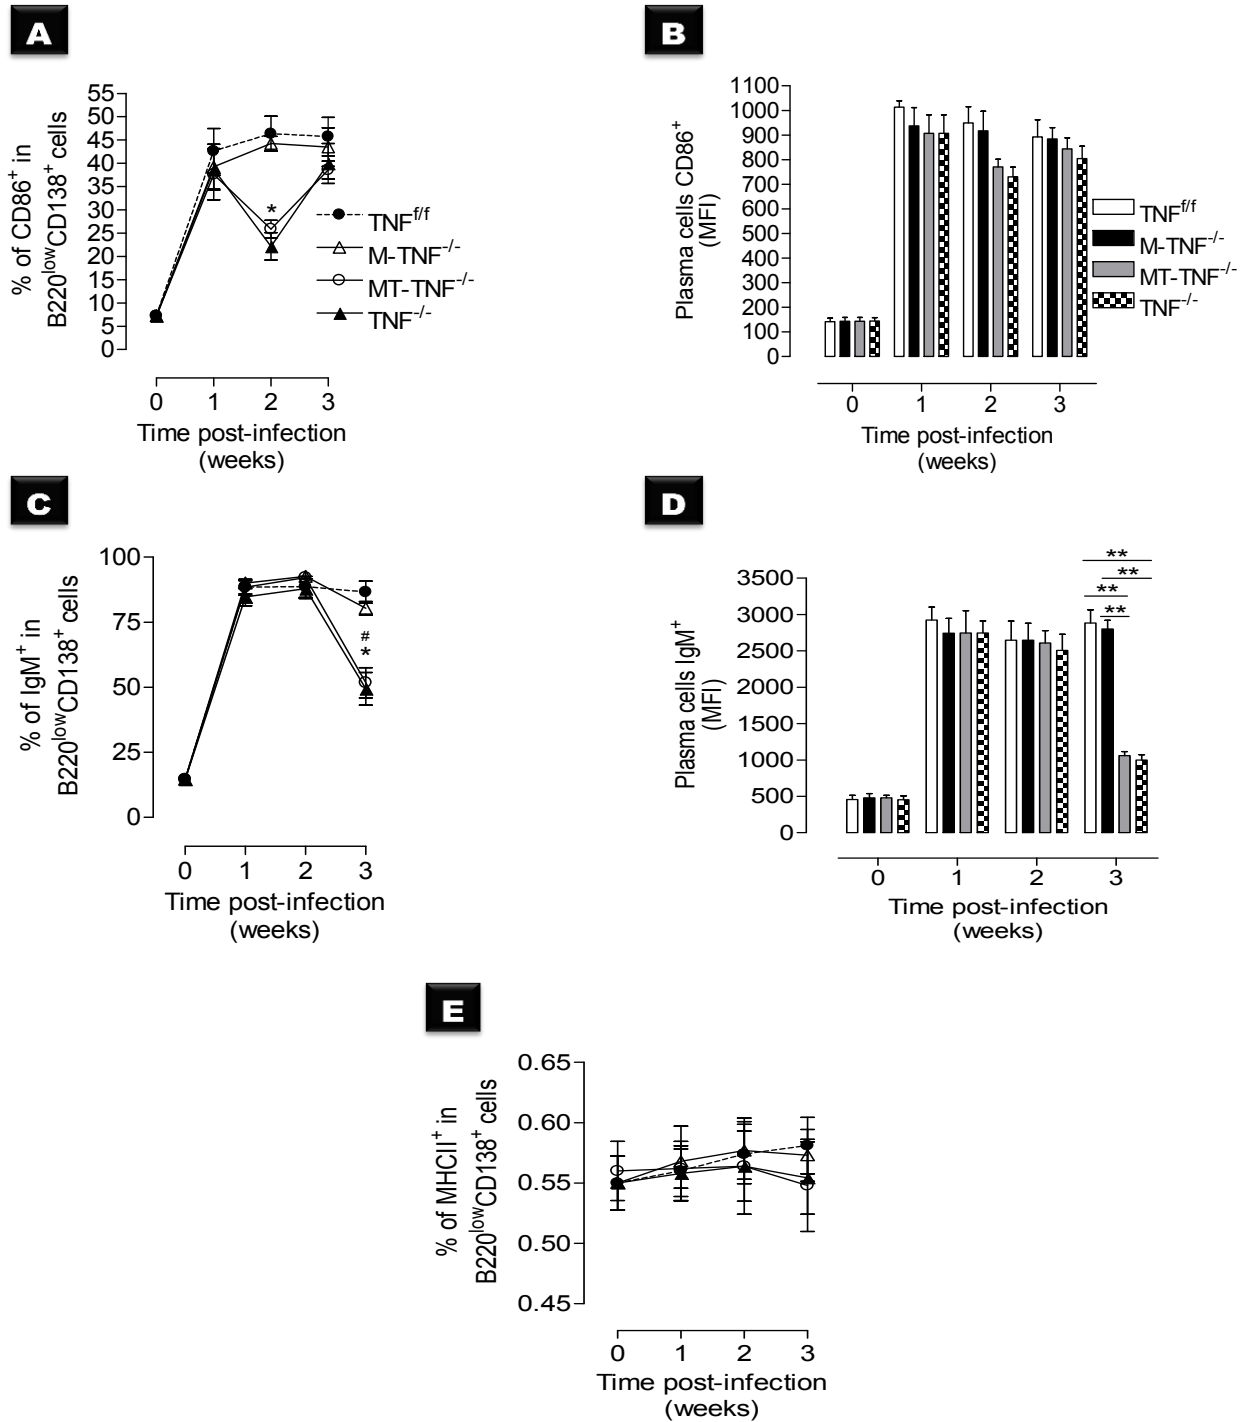 A
% of CD86⁺ in
B220ˡᵒʷCD138⁺ cells
55
50
45
40
35
30
25
20
15
10
5
0
*
TNFᶠ/ᶠ
M-TNF⁻/⁻
MT-TNF⁻/⁻
TNF⁻/⁻
0 1 2 3
Time post-infection
(weeks)
B
Plasma cells CD86⁺
(MFI)
1100
1000
900
800
700
600
500
400
300
200
100
0
TNFᶠ/ᶠ
M-TNF⁻/⁻
MT-TNF⁻/⁻
TNF⁻/⁻
0 1 2 3
Time post-infection
(weeks)
C
% of IgM⁺ in
B220ˡᵒʷCD138⁺ cells
100
75
50
25
0
#
*
0 1 2 3
Time post-infection
(weeks)
D
Plasma cells IgM⁺
(MFI)
3500
3000
2500
2000
1500
1000
500
0
**
**
**
**
0 1 2 3
Time post-infection
(weeks)
E
% of MHCII⁺ in
B220ˡᵒʷCD138⁺ cells
0.65
0.60
0.55
0.50
0.45
0 1 2 3
Time post-infection
(weeks)